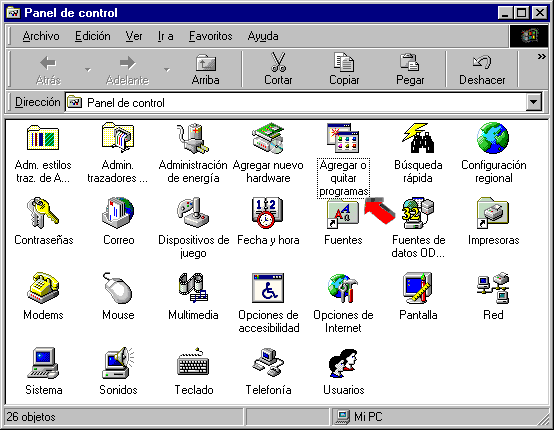 Panel de control
Archivo Edición Ver Ir a Favoritos Ayuda
Atrás Adelante Arriba Cortar Copiar Pegar Deshacer »
Dirección Panel de control
Adm. estilos traz. de A...
Admin. trazadores ...
Administración de energía
Agregar nuevo hardware
Agregar o quitar programas
Búsqueda rápida
Configuración regional
Contraseñas
Correo
Dispositivos de juego
Fecha y hora
Fuentes
Fuentes de datos OD...
Impresoras
Modems
Mouse
Multimedia
Opciones de accesibilidad
Opciones de Internet
Pantalla
Red
Sistema
Sonidos
Teclado
Telefonía
Usuarios
26 objetos
Mi PC